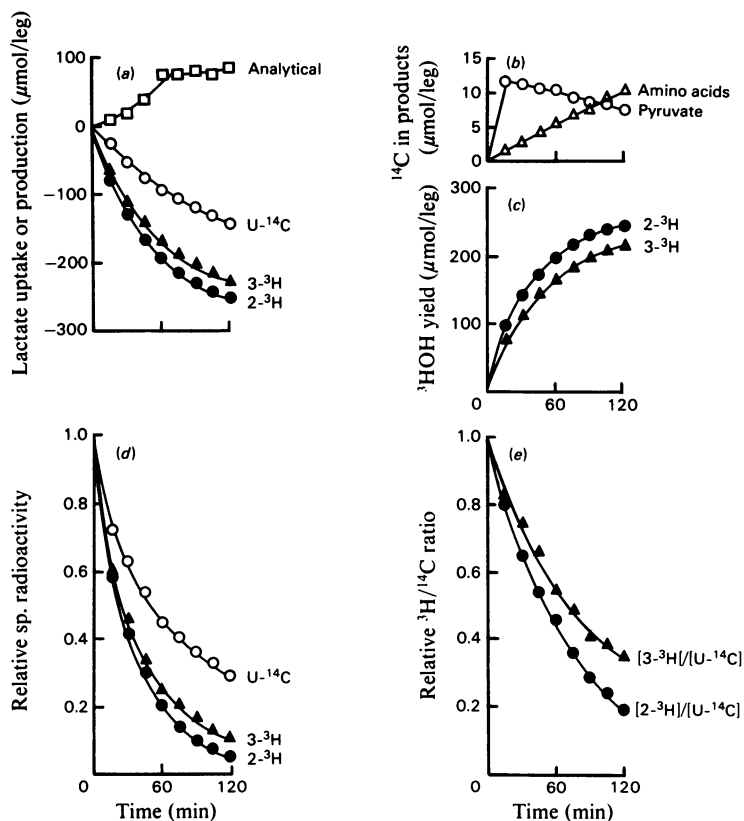 Lactate uptake or production (μmol/leg)
100
0
−100
−200
−300
(a)
Analytical
U-¹⁴C
3-³H
2-³H
¹⁴C in products
(μmol/leg)
15
10
5
0
(b)
Amino acids
Pyruvate
³HOH yield (μmol/leg)
300
200
100
0
(c)
2-³H
3-³H
60
120
Relative sp. radioactivity
1.0
0.8
0.6
0.4
0.2
(d)
U-¹⁴C
3-³H
2-³H
0
60
120
Time (min)
Relative ³H/¹⁴C ratio
1.0
0.8
0.6
0.4
0.2
(e)
[3-³H]/[U-¹⁴C]
[2-³H]/[U-¹⁴C]
0
60
120
Time (min)